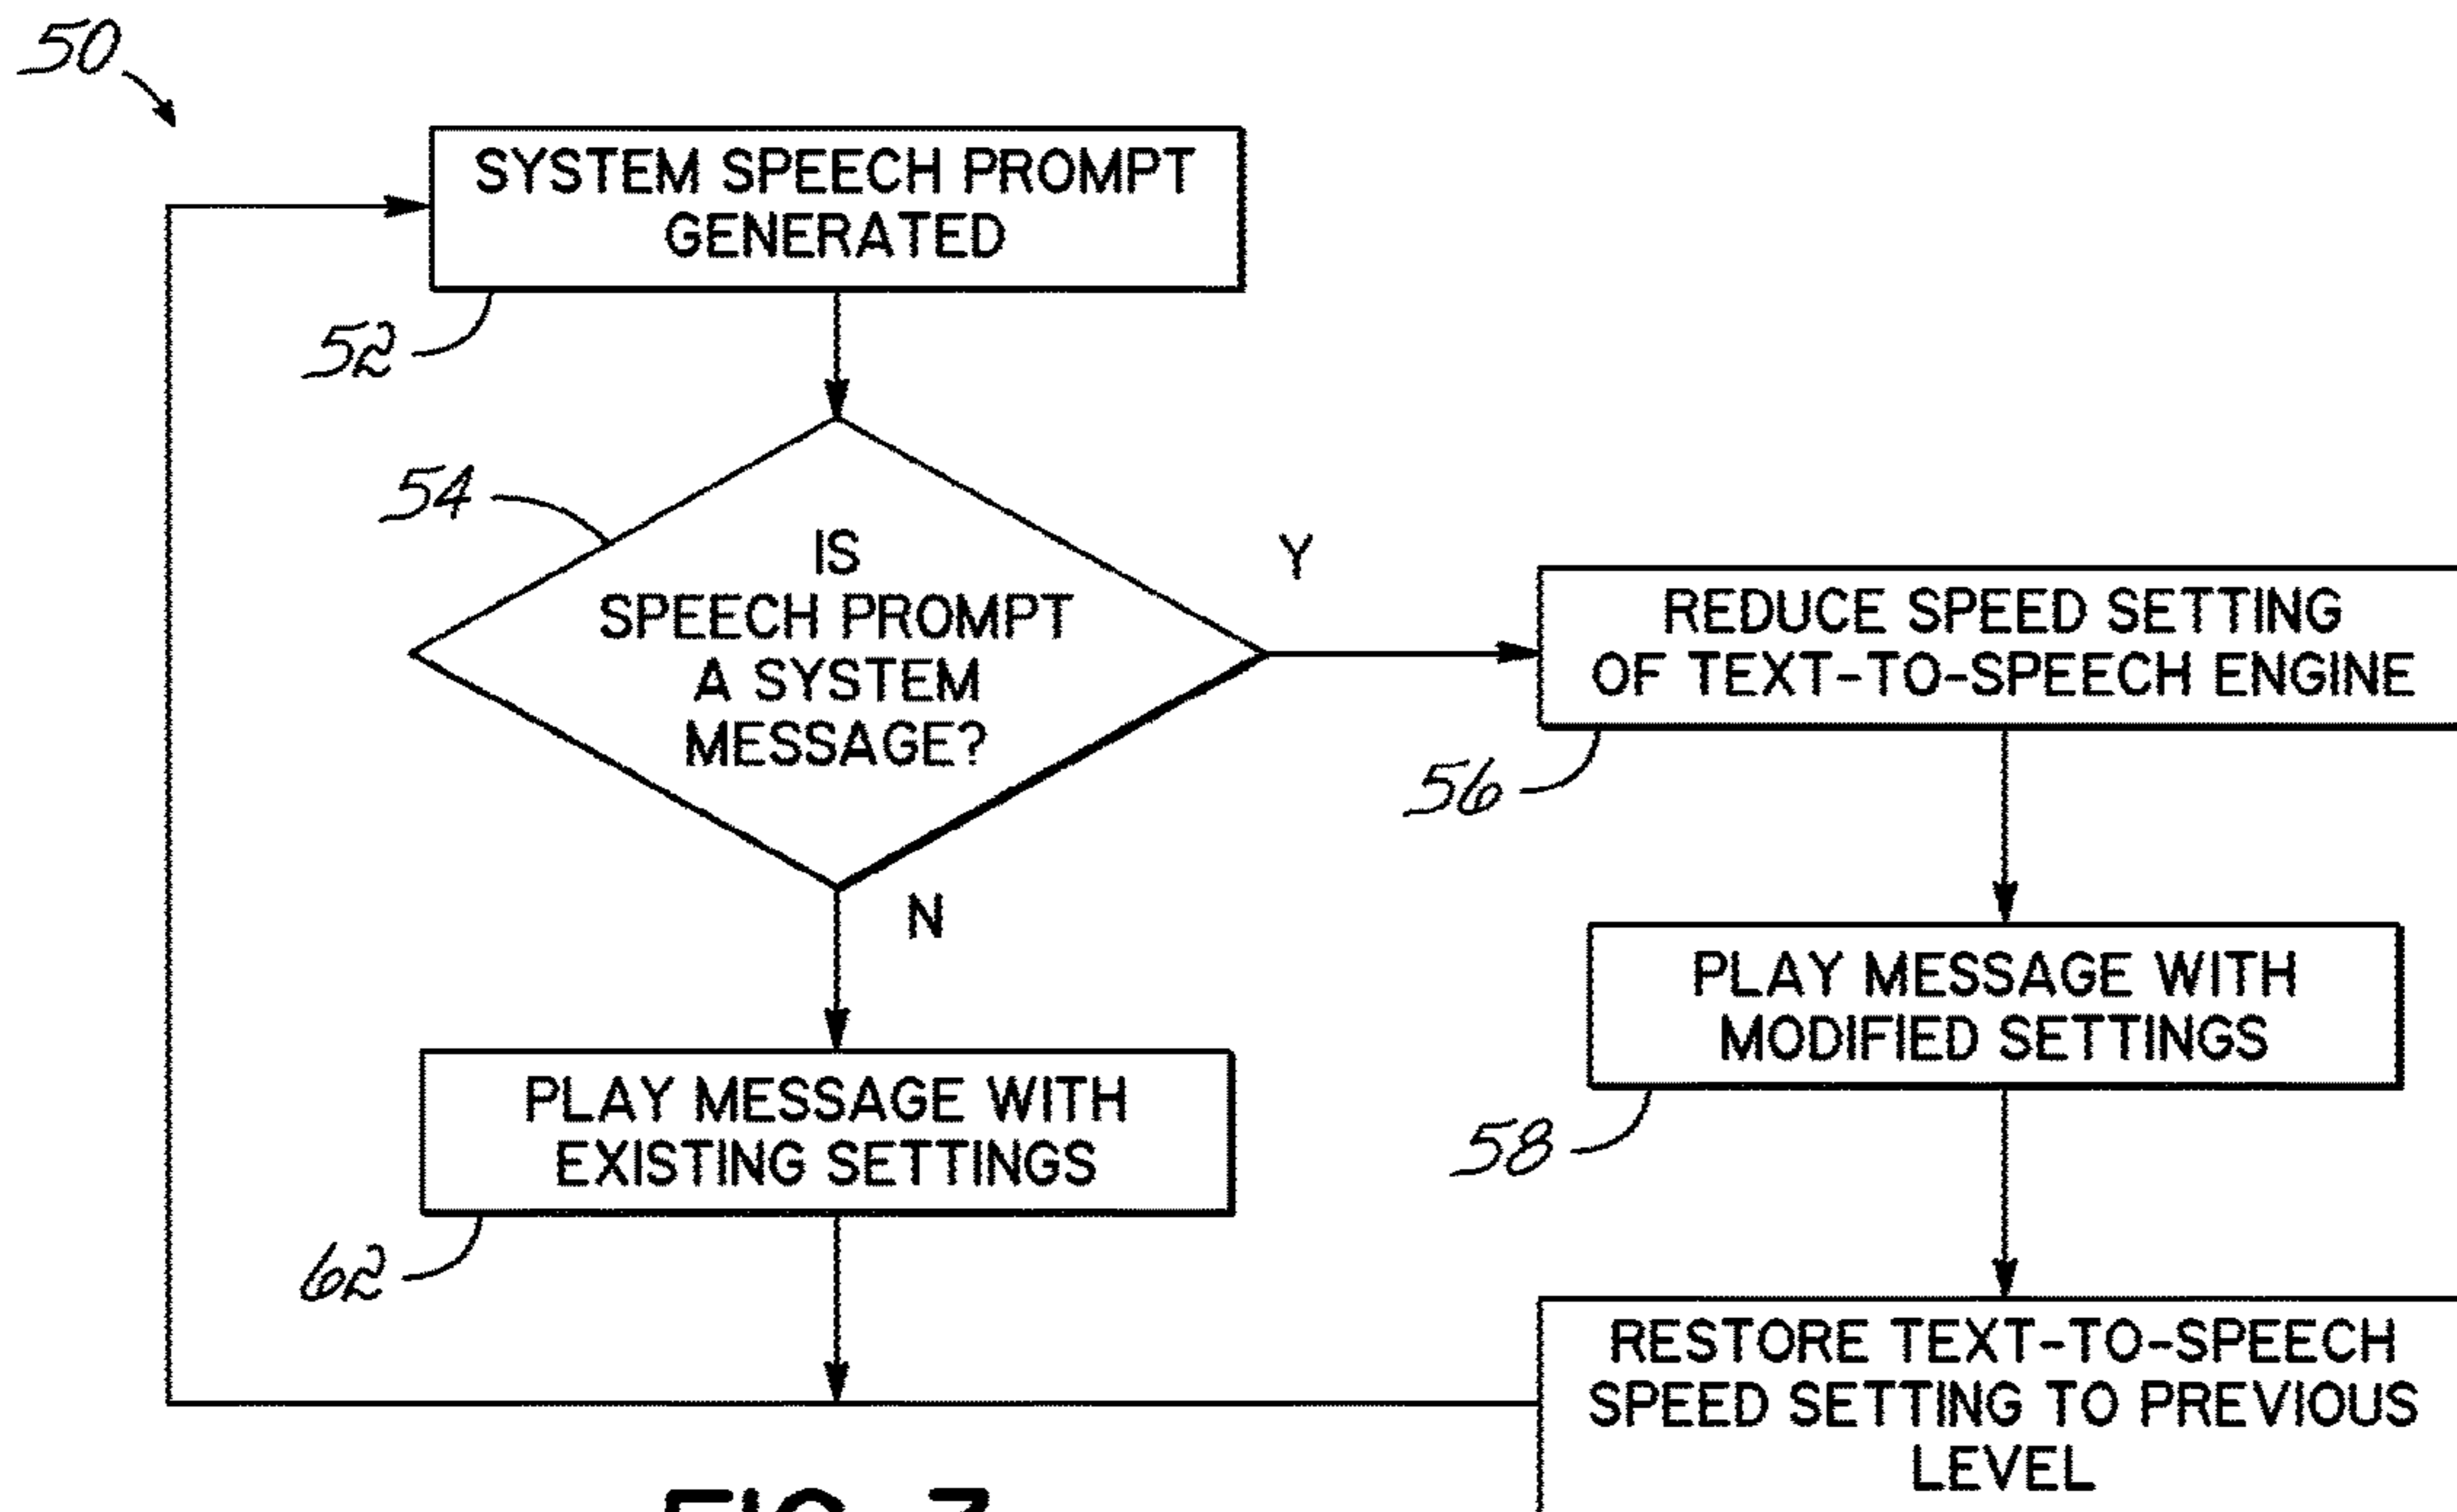 50
SYSTEM SPEECH PROMPT
GENERATED
52
54
IS
SPEECH PROMPT
A SYSTEM
MESSAGE?
Y
N
REDUCE SPEED SETTING
OF TEXT-TO-SPEECH ENGINE
56
PLAY MESSAGE WITH
MODIFIED SETTINGS
58
PLAY MESSAGE WITH
EXISTING SETTINGS
62
RESTORE TEXT-TO-SPEECH
SPEED SETTING TO PREVIOUS
LEVEL